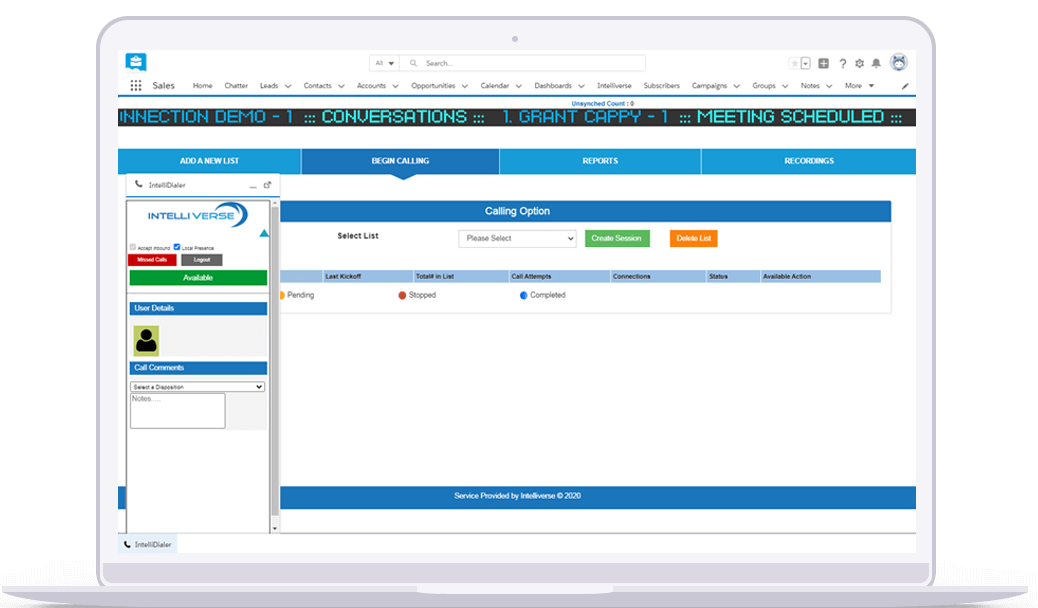 All Search...
Sales Home Chatter Leads Contacts Accounts Opportunities Calendar Dashboards Intelliverse Subscribers Campaigns Groups Notes More
Unsynched Count : 0
NNECTION DEMO - 1 ::: CONVERSATIONS ::: 1. GRANT CAPPY - 1 ::: MEETING SCHEDULED :::
ADD A NEW LIST BEGIN CALLING REPORTS RECORDINGS
IntelliDialer
INTELLIVERSE
Accept Inbound Local Presence
Missed Calls Logout
Available
User Details
Call Comments
Select a Disposition
Notes.....
Calling Option
Select List Please Select Create Session Delete List
Last Kickoff Total# in List Call Attempts Connections Status Available Action
Pending Stopped Completed
Service Provided by Intelliverse © 2020
IntelliDialer